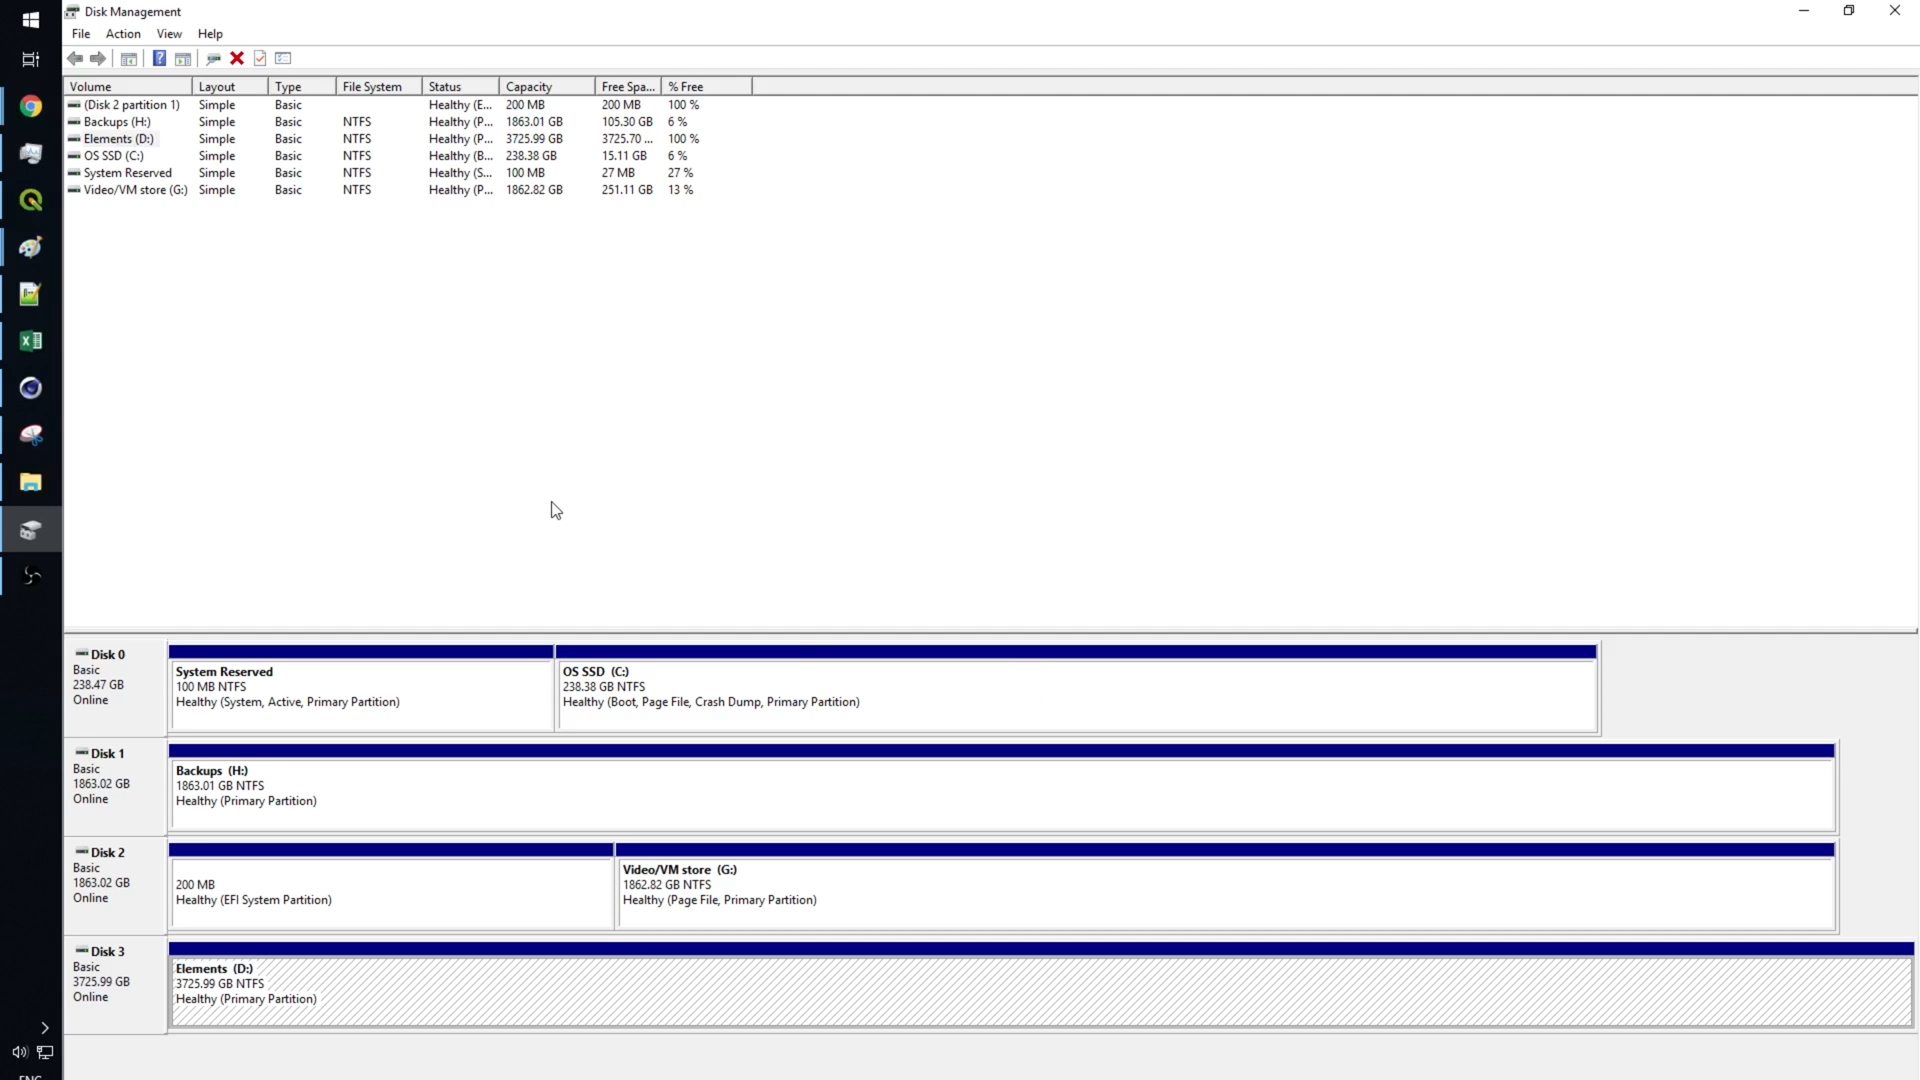 Disk Management
File Action View Help
Volume Layout Type File System Status Capacity Free Spa... % Free
(Disk 2 partition 1) Simple Basic Healthy (E... 200 MB 200 MB 100 %
Backups (H:) Simple Basic NTFS Healthy (P... 1863.01 GB 105.30 GB 6 %
Elements (D:) Simple Basic NTFS Healthy (P... 3725.99 GB 3725.70 ... 100 %
OS SSD (C:) Simple Basic NTFS Healthy (B... 238.38 GB 15.11 GB 6 %
System Reserved Simple Basic NTFS Healthy (S... 100 MB 27 MB 27 %
Video/VM store (G:) Simple Basic NTFS Healthy (P... 1862.82 GB 251.11 GB 13 %
Disk 0
Basic
238.47 GB
Online
System Reserved
100 MB NTFS
Healthy (System, Active, Primary Partition)
OS SSD (C:)
238.38 GB NTFS
Healthy (Boot, Page File, Crash Dump, Primary Partition)
Disk 1
Basic
1863.02 GB
Online
Backups (H:)
1863.01 GB NTFS
Healthy (Primary Partition)
Disk 2
Basic
1863.02 GB
Online
200 MB
Healthy (EFI System Partition)
Video/VM store (G:)
1862.82 GB NTFS
Healthy (Page File, Primary Partition)
Disk 3
Basic
3725.99 GB
Online
Elements (D:)
3725.99 GB NTFS
Healthy (Primary Partition)
ENG